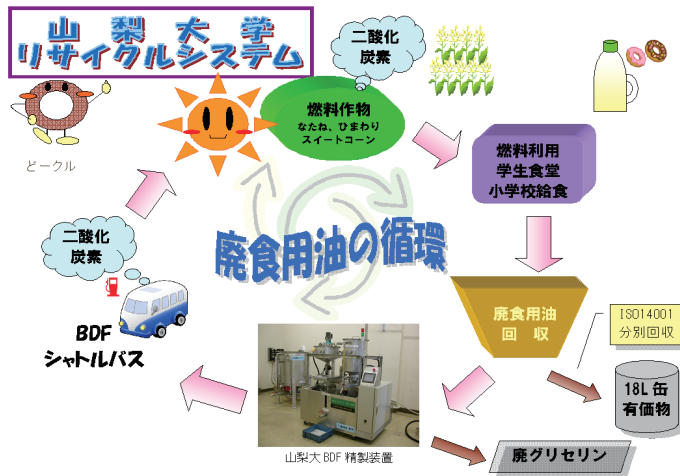 山梨大学
リサイクルシステム
二酸化
炭素
燃料作物
なたね、ひまわり
スイートコーン
どークル
燃料利用
学生食堂
小学校給食
二酸化
炭素
廃食用油の循環
廃食用油
回収
ISO14001
分別回収
BDF
シャトルバス
18L缶
有価物
山梨大BDF精製装置
廃グリセリン